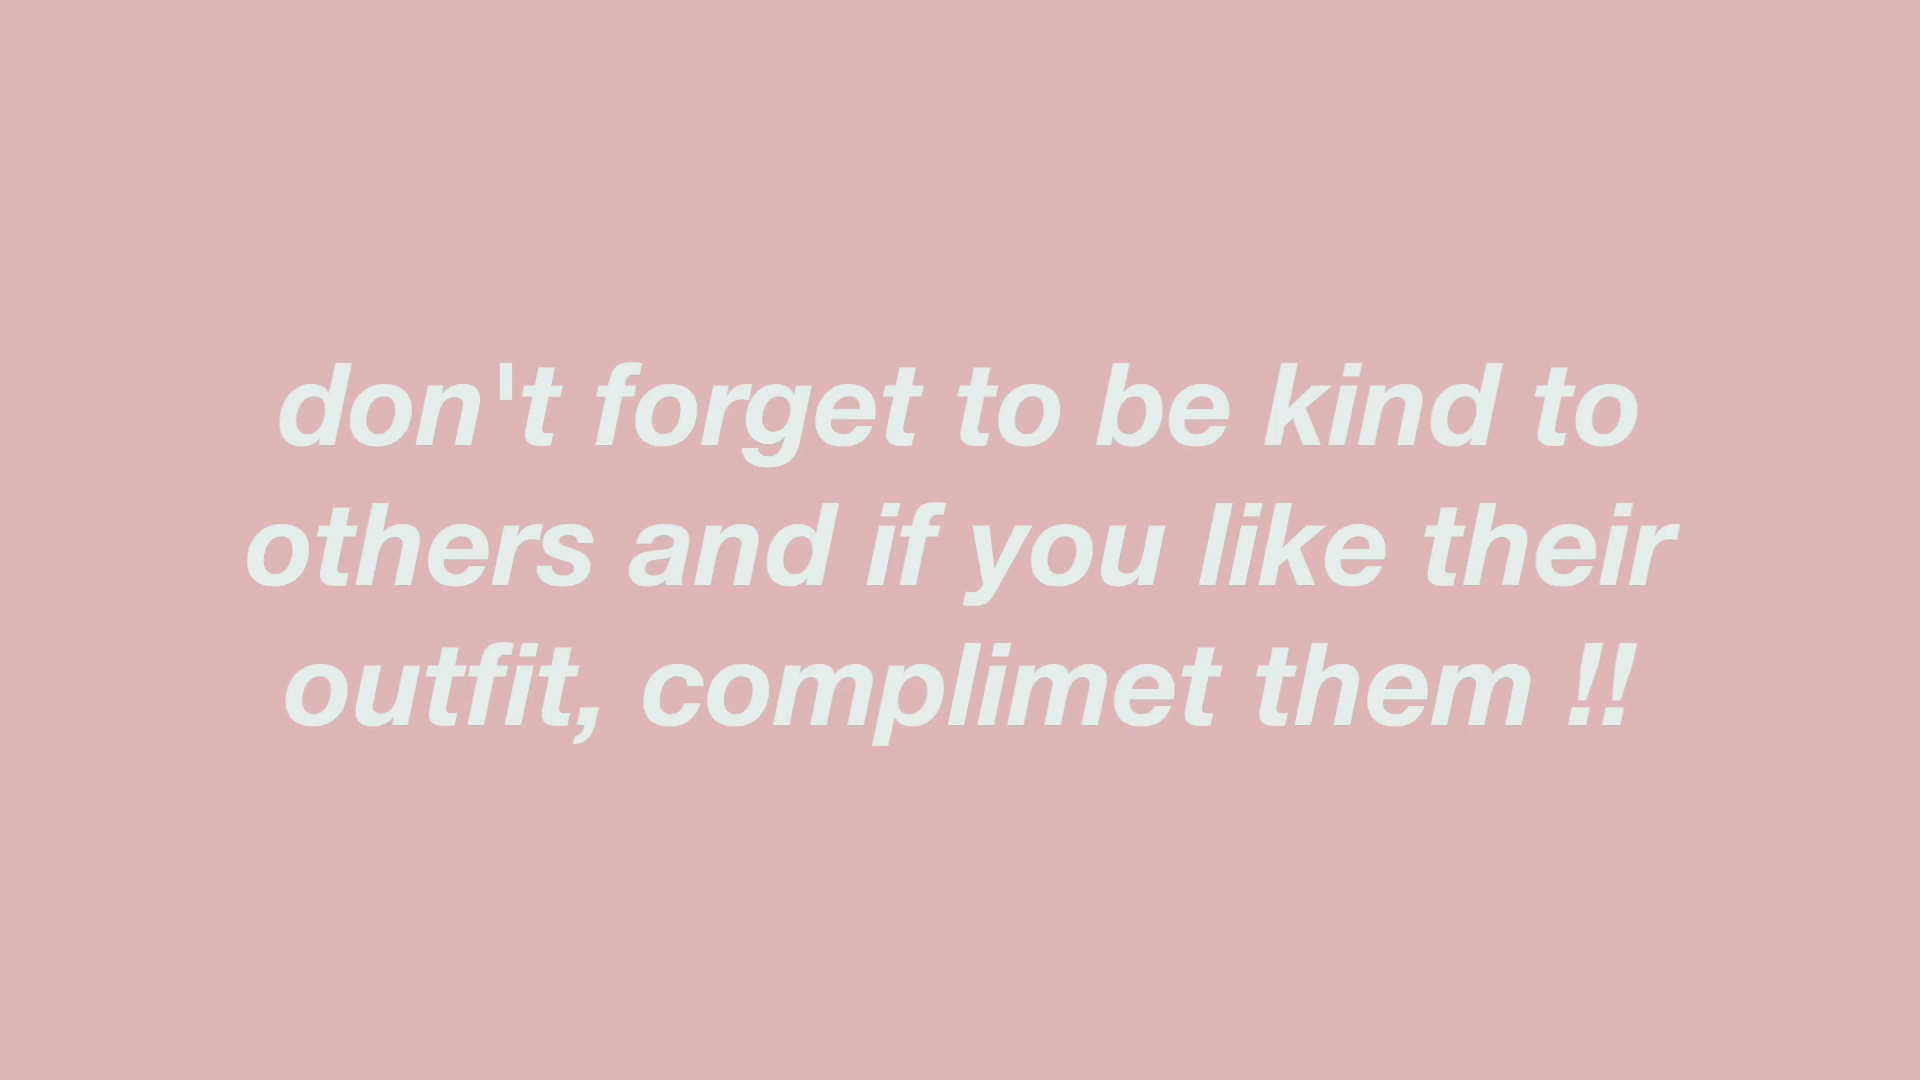 don't forget to be kind to
others and if you like their
outfit, complimet them !!